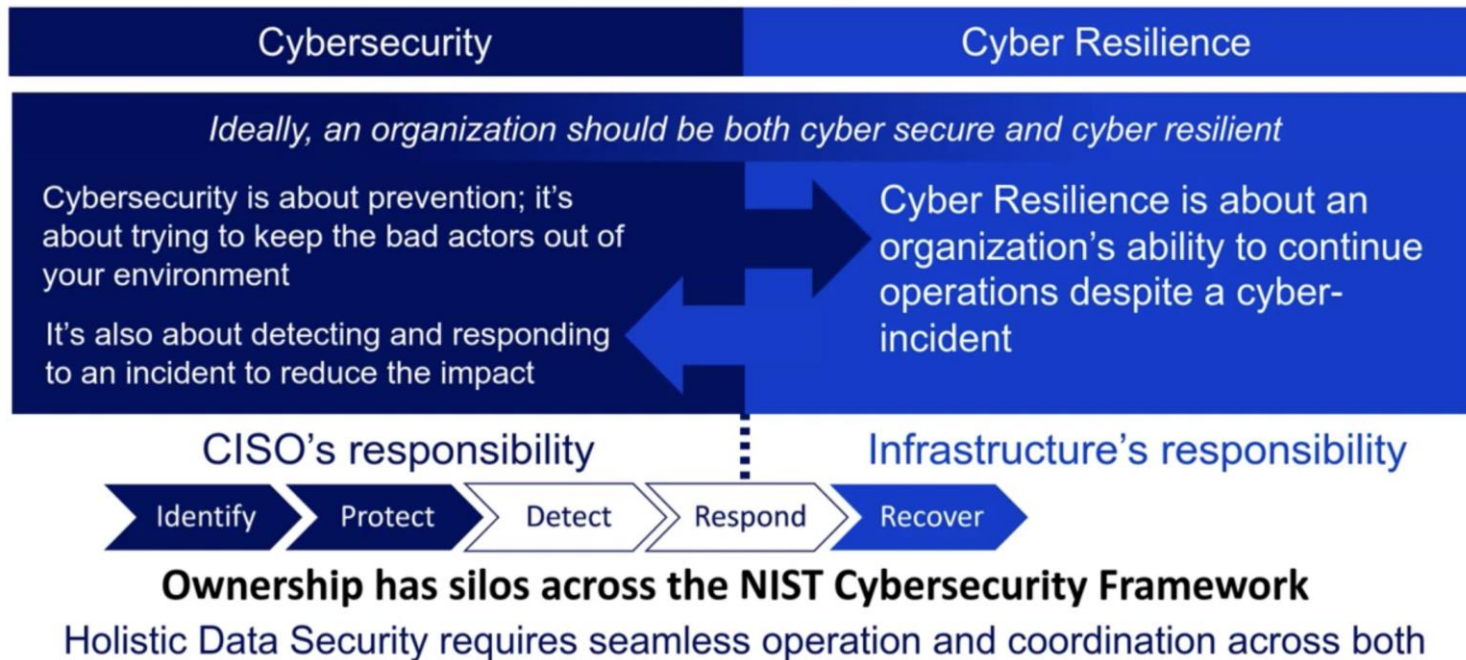 Cybersecurity
Cyber Resilience
Ideally, an organization should be both cyber secure and cyber resilient
Cybersecurity is about prevention; it’s
about trying to keep the bad actors out of
your environment
It’s also about detecting and responding
to an incident to reduce the impact
Cyber Resilience is about an
organization’s ability to continue
operations despite a cyber-
incident
CISO’s responsibility
Infrastructure’s responsibility
Identify
Protect
Detect
Respond
Recover
Ownership has silos across the NIST Cybersecurity Framework
Holistic Data Security requires seamless operation and coordination across both